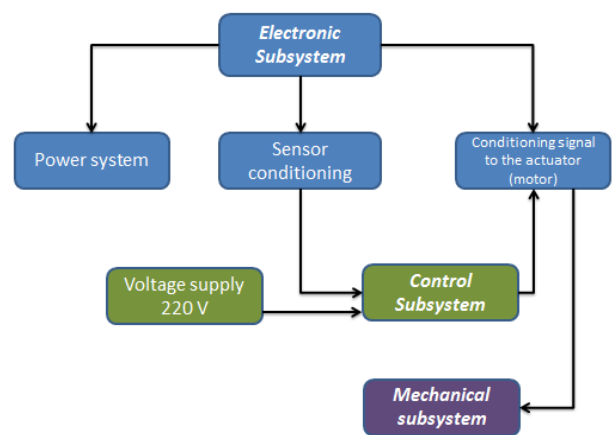 Electronic
Subsystem
Power system
Sensor
conditioning
Conditioning signal
to the actuator
(motor)
Voltage supply
220 V
Control
Subsystem
Mechanical
subsystem